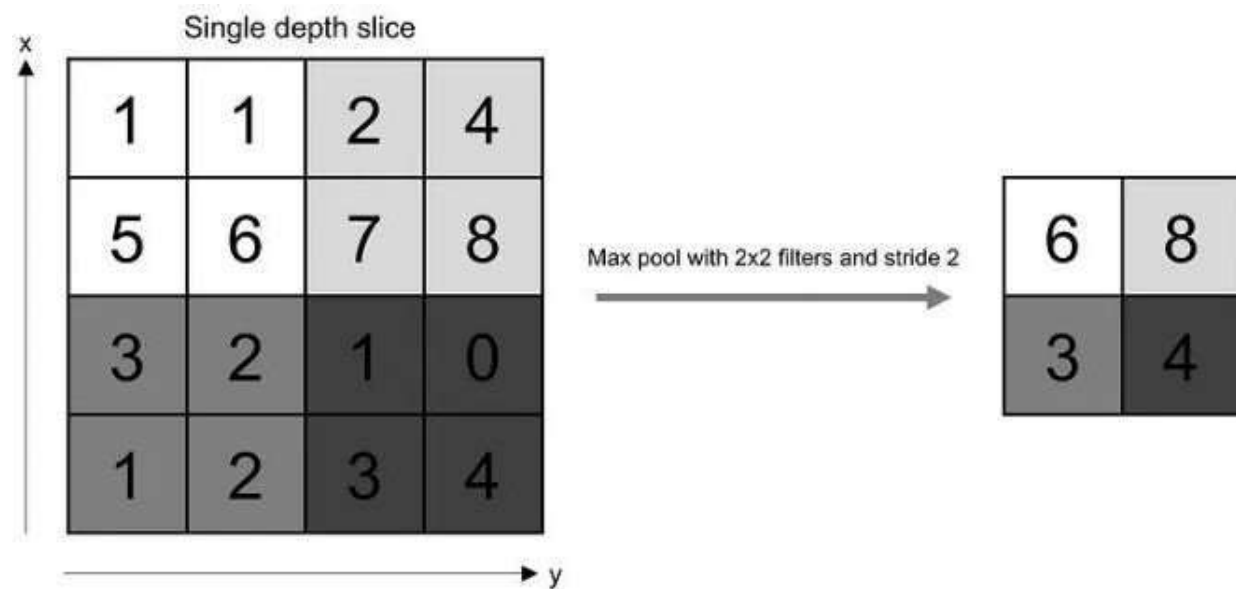 Single depth slice
x
1 1 2 4
5 6 7 8
3 2 1 0
1 2 3 4
y
Max pool with 2x2 filters and stride 2
6 8
3 4